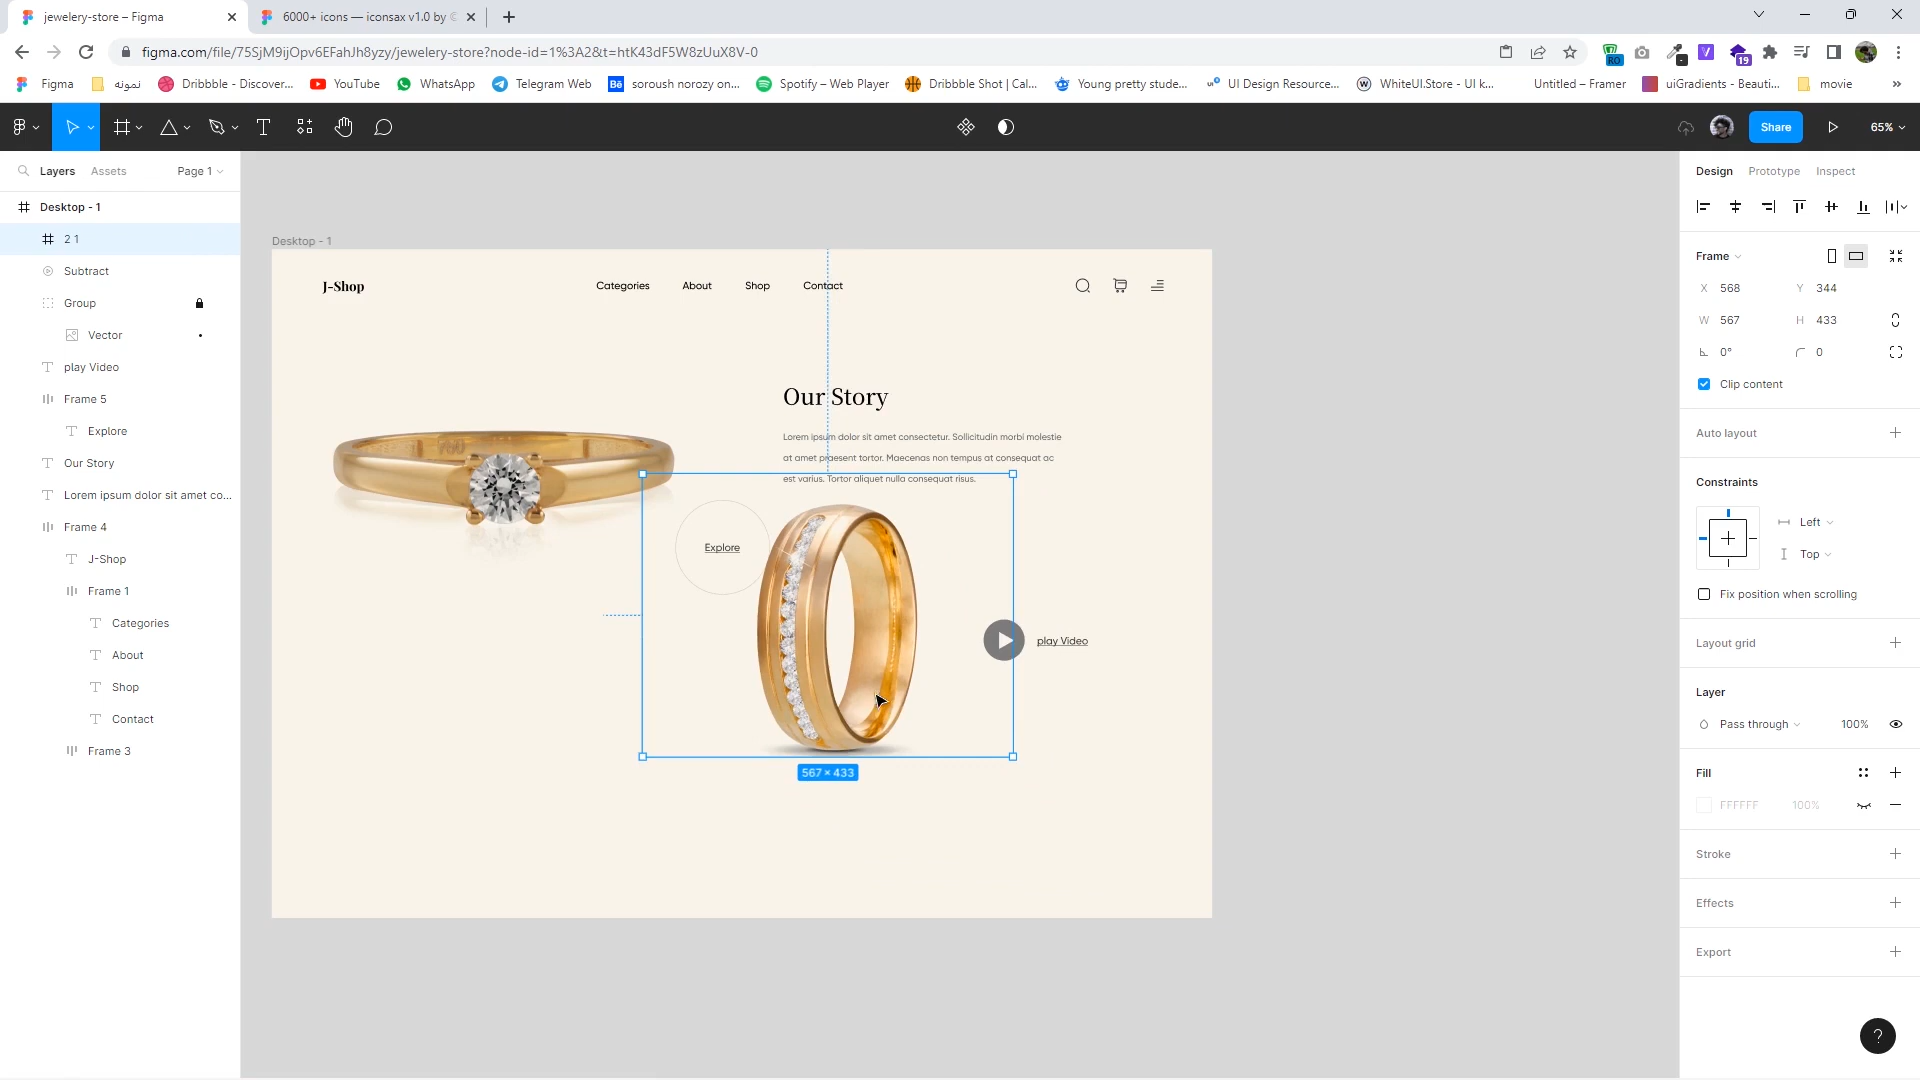 jewelery-store – Figma
6000+ icons — iconsax v1.0 by
figma.com/file/75SjM9ijOpv6EFahJh8yzy/jewelery-store?node-id=1%3A2&t=htK43dF5W8zUuX8V-0
RO
19
Figma
نمونه
Dribbble - Discover...
YouTube
WhatsApp
Telegram Web
Bē
soroush norozy on...
Spotify – Web Player
Dribbble Shot | Cal...
Young pretty stude...
UI Design Resource...
WhiteUI.Store - UI k...
Untitled – Framer
uiGradients - Beauti...
movie
Share
65%
Layers
Assets
Page 1
Desktop - 1
2 1
Subtract
Group
Vector
play Video
Frame 5
Explore
Our Story
Lorem ipsum dolor sit amet co...
Frame 4
J-Shop
Frame 1
Categories
About
Shop
Contact
Frame 3
Desktop - 1
J-Shop
Categories
About
Shop
Contact
Our Story
Lorem ipsum dolor sit amet consectetur. Sollicitudin morbi molestie
at amet praesent tortor. Maecenas non tempus at consequat ac
est varius. Tortor aliquet nulla consequat risus.
Explore
play Video
567 × 433
Design
Prototype
Inspect
Frame
X 568
Y 344
W 567
H 433
0°
0
Clip content
Auto layout
Constraints
Left
Top
Fix position when scrolling
Layout grid
Layer
Pass through
100%
Fill
FFFFFF
100%
Stroke
Effects
Export
?